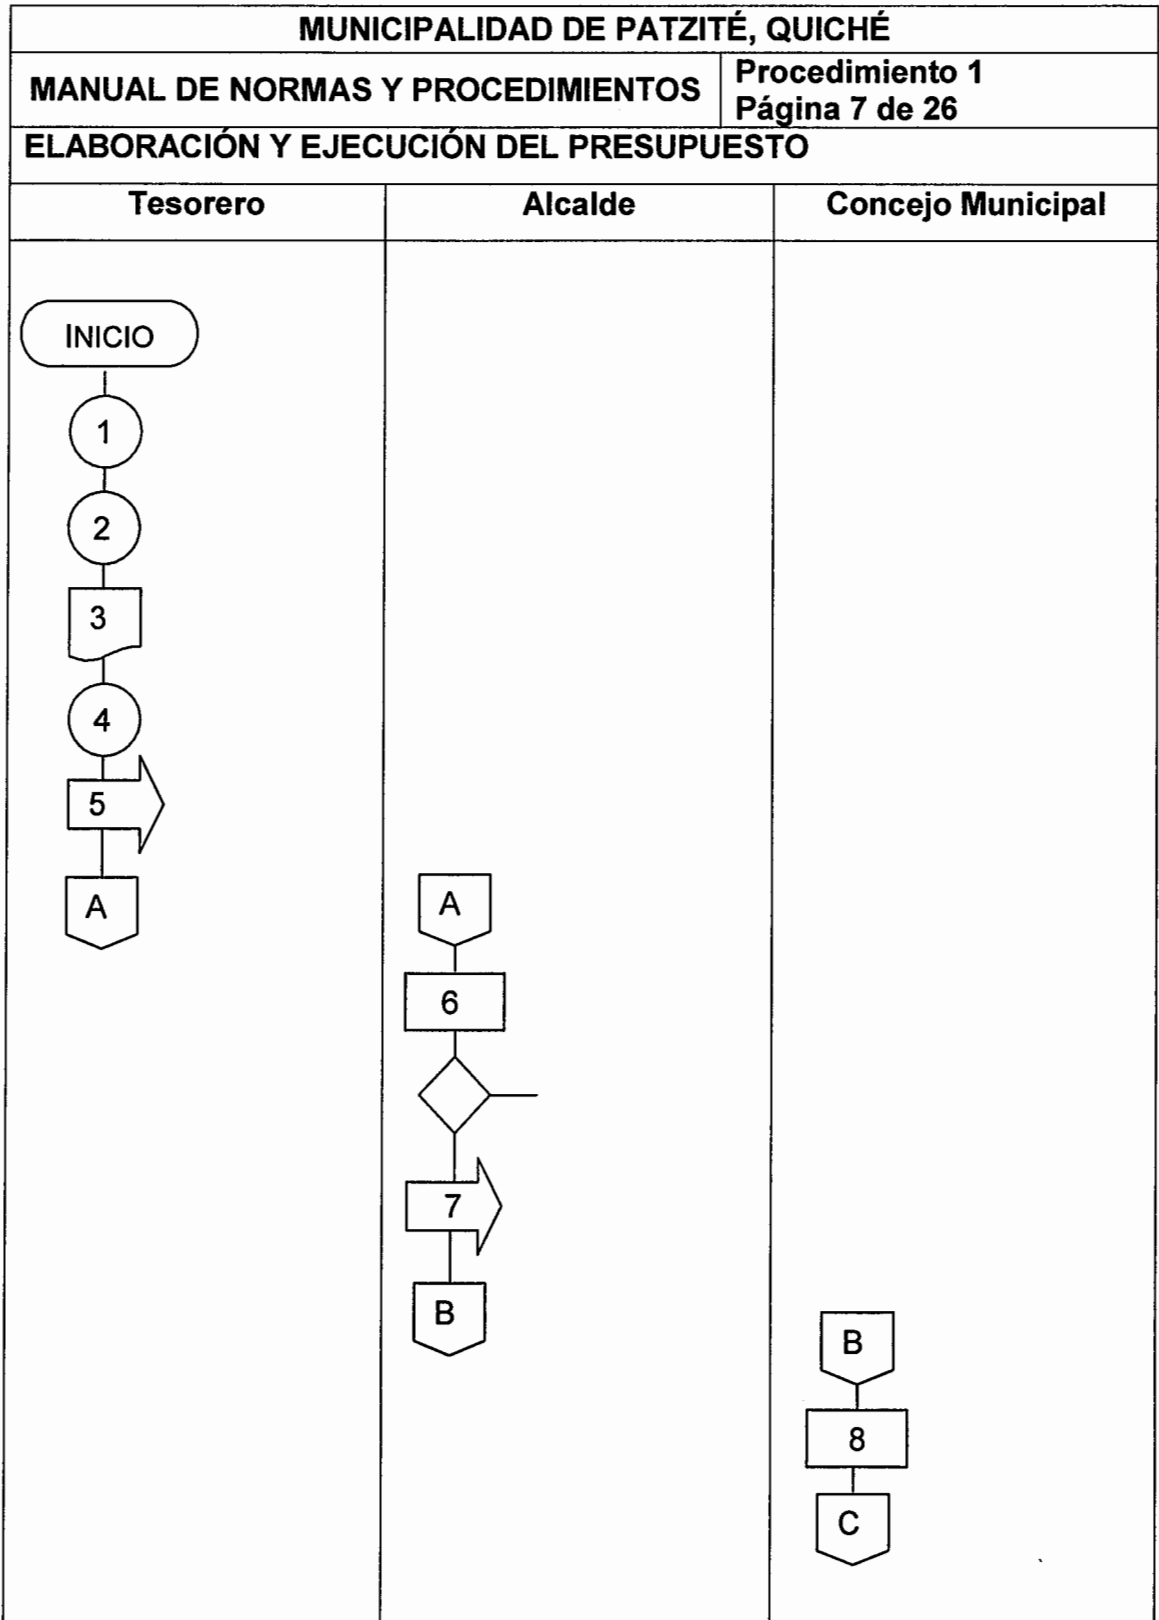 MUNICIPALIDAD DE PATZITÉ, QUICHÉ
MANUAL DE NORMAS Y PROCEDIMIENTOS
Procedimiento 1
Página 7 de 26
ELABORACIÓN Y EJECUCIÓN DEL PRESUPUESTO
Tesorero
Alcalde
Concejo Municipal
INICIO
1
2
3
4
5
A
A
6
7
B
B
8
C